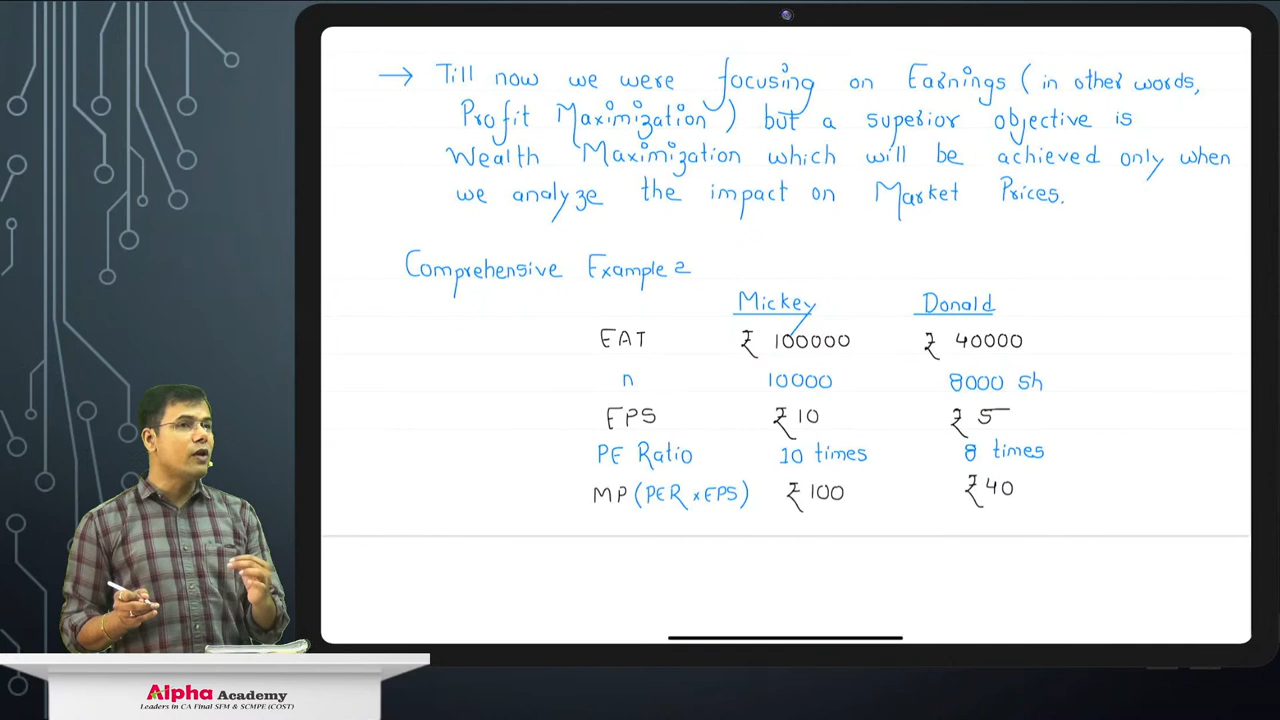 → Till now we were focusing on Earnings (in other words,
Profit Maximization) but a superior objective is
Wealth Maximization which will be achieved only when
we analyze the impact on Market Prices.
Comprehensive Example 2
Mickey Donald
EAT ₹ 100000 ₹ 40000
n 10000 8000 sh
EPS ₹10 ₹ 5
PE Ratio 10 times 8 times
MP (PER × EPS) ₹100 ₹40
Alpha Academy
Leaders in CA Final SFM & SCMPE (COST)